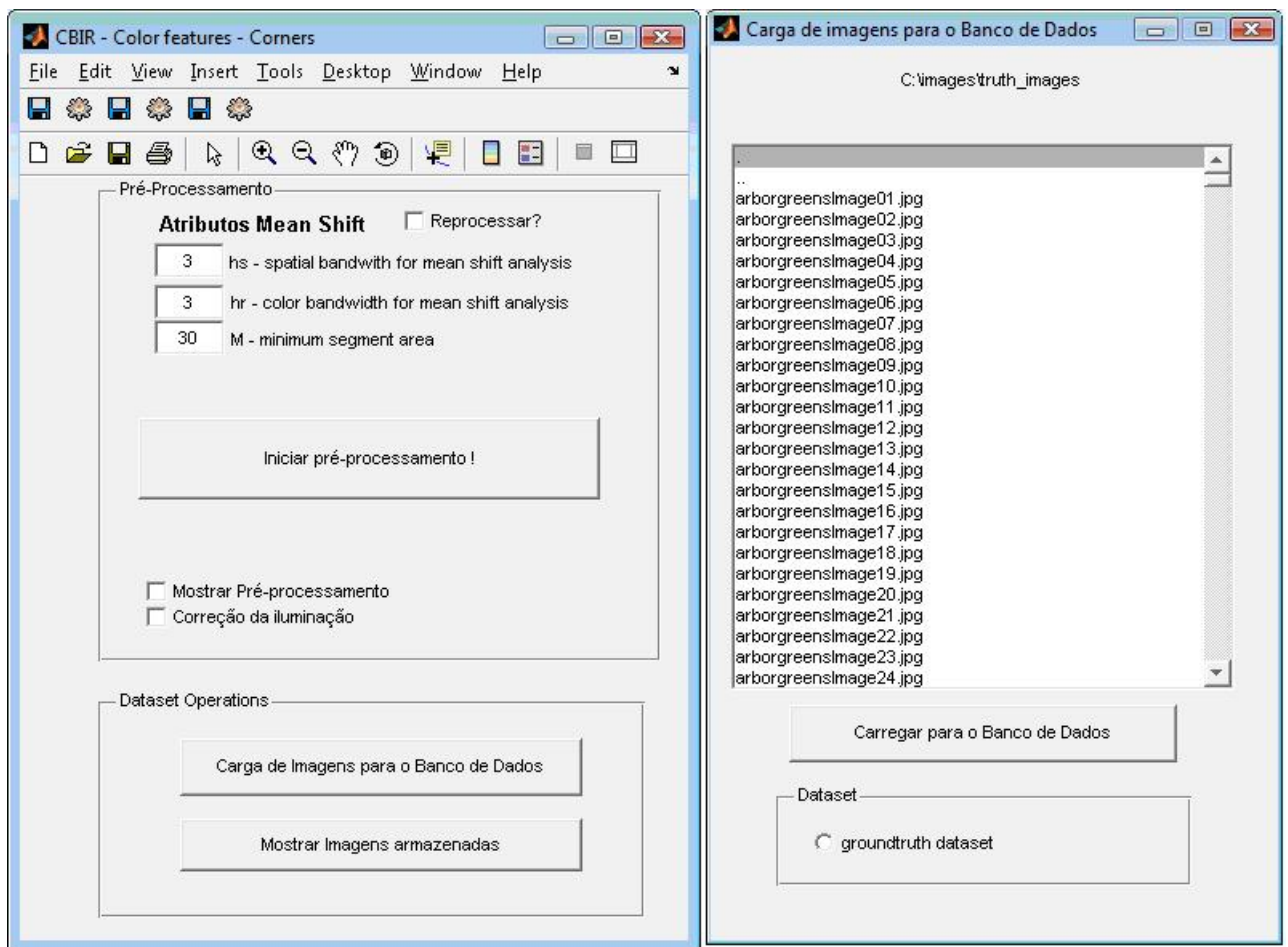 CBIR - Color features - Corners
File Edit View Insert Tools Desktop Window Help
Pré-Processamento
Atributos Mean Shift
Reprocessar?
3 hs - spatial bandwith for mean shift analysis
3 hr - color bandwidth for mean shift analysis
30 M - minimum segment area
Iniciar pré-processamento !
Mostrar Pré-processamento
Correção da iluminação
Dataset Operations
Carga de Imagens para o Banco de Dados
Mostrar Imagens armazenadas
Carga de imagens para o Banco de Dados
C:\images\truth_images
.
..
arborgreensImage01.jpg
arborgreensImage02.jpg
arborgreensImage03.jpg
arborgreensImage04.jpg
arborgreensImage05.jpg
arborgreensImage06.jpg
arborgreensImage07.jpg
arborgreensImage08.jpg
arborgreensImage09.jpg
arborgreensImage10.jpg
arborgreensImage11.jpg
arborgreensImage12.jpg
arborgreensImage13.jpg
arborgreensImage14.jpg
arborgreensImage15.jpg
arborgreensImage16.jpg
arborgreensImage17.jpg
arborgreensImage18.jpg
arborgreensImage19.jpg
arborgreensImage20.jpg
arborgreensImage21.jpg
arborgreensImage22.jpg
arborgreensImage23.jpg
arborgreensImage24.jpg
Carregar para o Banco de Dados
Dataset
groundtruth dataset